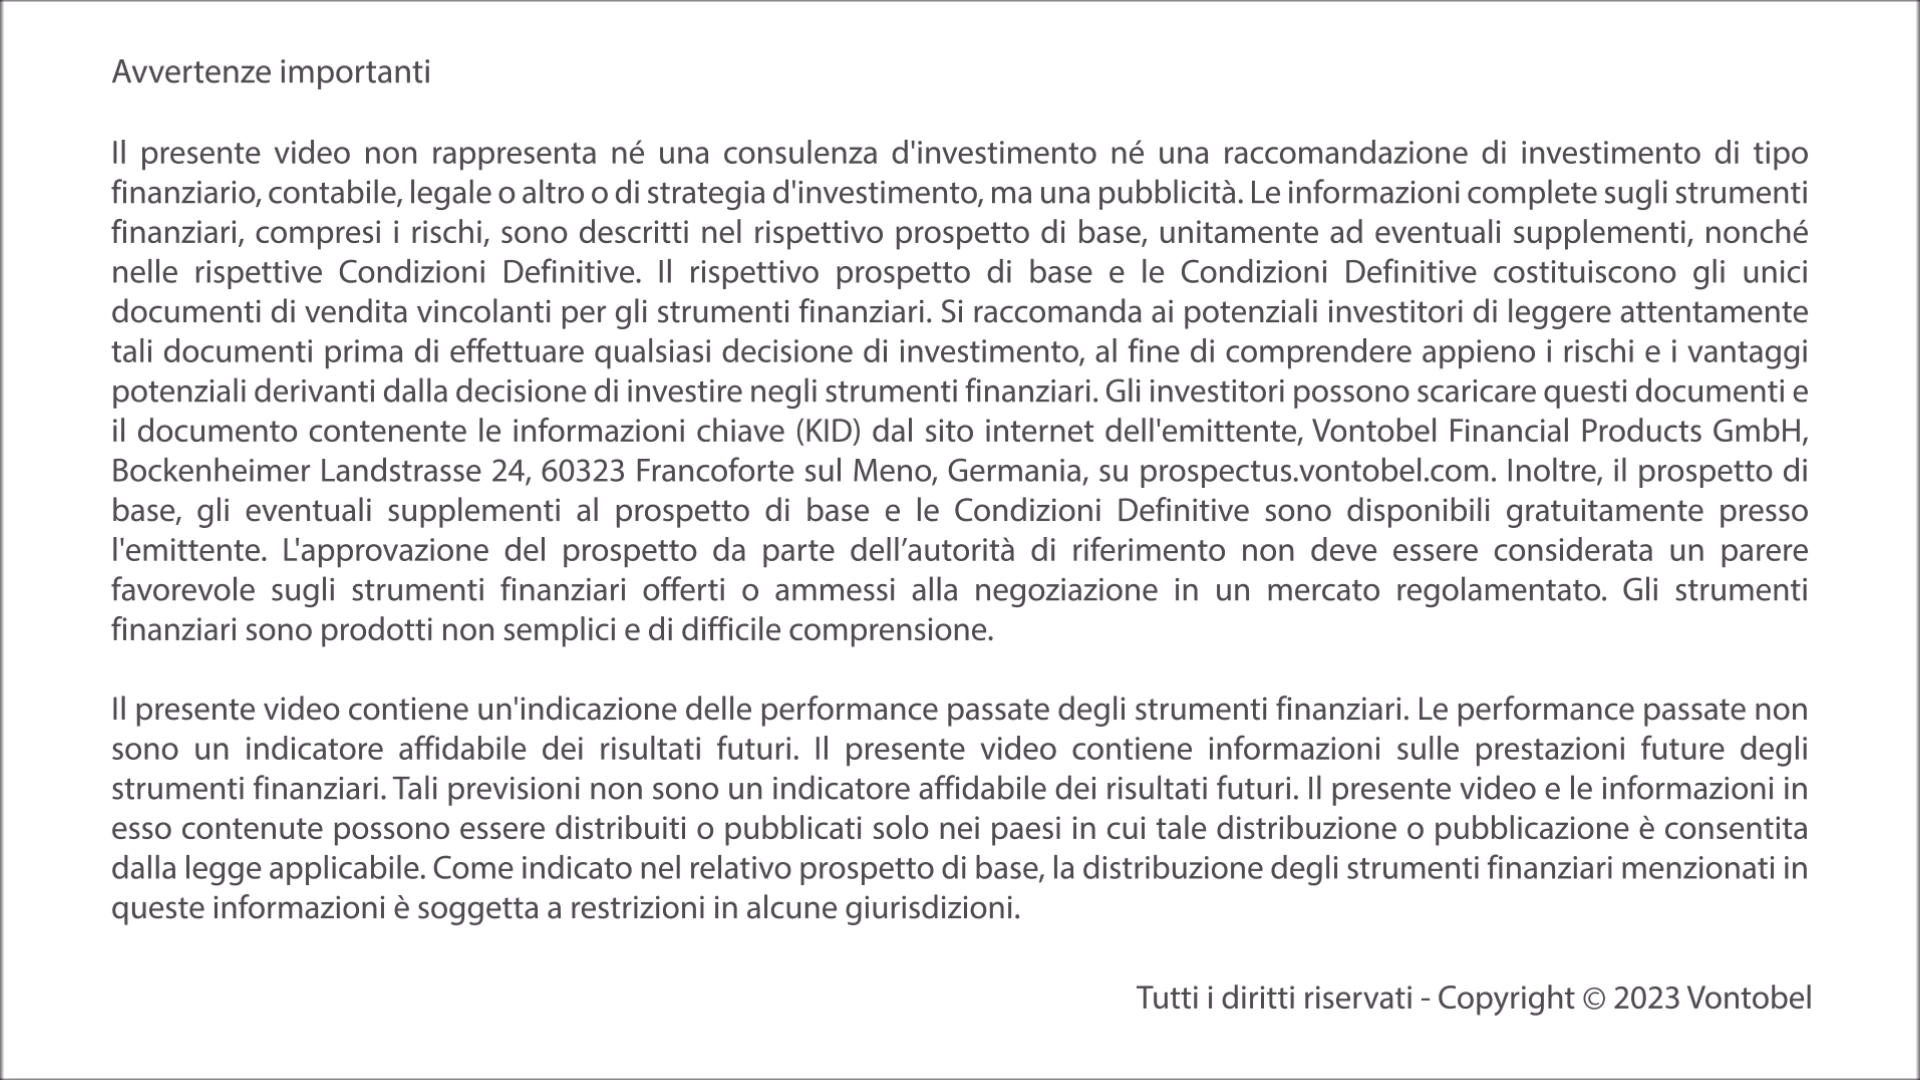 Avvertenze importanti
Il presente video non rappresenta né una consulenza d'investimento né una raccomandazione di investimento di tipo
finanziario, contabile, legale o altro o di strategia d'investimento, ma una pubblicità. Le informazioni complete sugli strumenti
finanziari, compresi i rischi, sono descritti nel rispettivo prospetto di base, unitamente ad eventuali supplementi, nonché
nelle rispettive Condizioni Definitive. Il rispettivo prospetto di base e le Condizioni Definitive costituiscono gli unici
documenti di vendita vincolanti per gli strumenti finanziari. Si raccomanda ai potenziali investitori di leggere attentamente
tali documenti prima di effettuare qualsiasi decisione di investimento, al fine di comprendere appieno i rischi e i vantaggi
potenziali derivanti dalla decisione di investire negli strumenti finanziari. Gli investitori possono scaricare questi documenti e
il documento contenente le informazioni chiave (KID) dal sito internet dell'emittente, Vontobel Financial Products GmbH,
Bockenheimer Landstrasse 24, 60323 Francoforte sul Meno, Germania, su prospectus.vontobel.com. Inoltre, il prospetto di
base, gli eventuali supplementi al prospetto di base e le Condizioni Definitive sono disponibili gratuitamente presso
l'emittente. L'approvazione del prospetto da parte dell’autorità di riferimento non deve essere considerata un parere
favorevole sugli strumenti finanziari offerti o ammessi alla negoziazione in un mercato regolamentato. Gli strumenti
finanziari sono prodotti non semplici e di difficile comprensione.
Il presente video contiene un'indicazione delle performance passate degli strumenti finanziari. Le performance passate non
sono un indicatore affidabile dei risultati futuri. Il presente video contiene informazioni sulle prestazioni future degli
strumenti finanziari. Tali previsioni non sono un indicatore affidabile dei risultati futuri. Il presente video e le informazioni in
esso contenute possono essere distribuiti o pubblicati solo nei paesi in cui tale distribuzione o pubblicazione è consentita
dalla legge applicabile. Come indicato nel relativo prospetto di base, la distribuzione degli strumenti finanziari menzionati in
queste informazioni è soggetta a restrizioni in alcune giurisdizioni.
Tutti i diritti riservati - Copyright © 2023 Vontobel